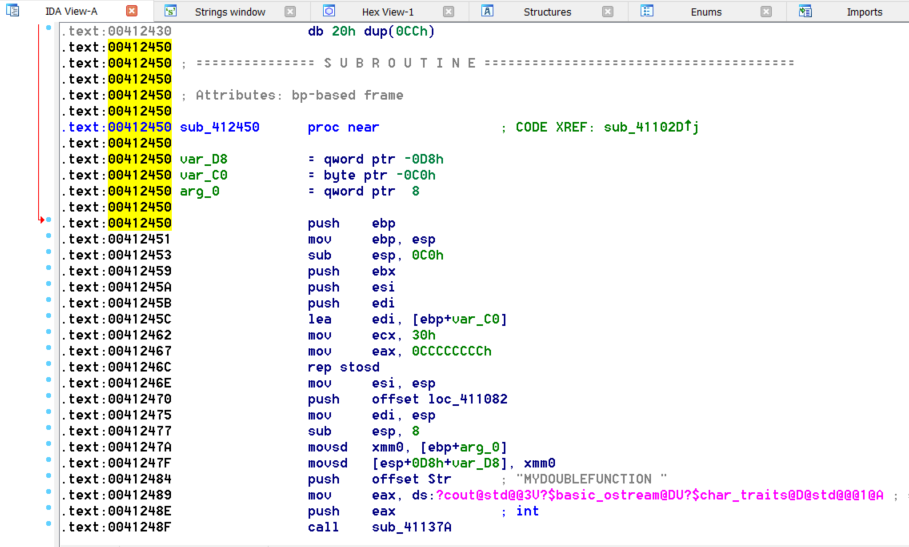 IDA View-A Strings window Hex View-1 Structures Enums Imports
.text:00412430 db 20h dup(0CCh)
.text:00412450
.text:00412450 ; =============== S U B R O U T I N E =======================================
.text:00412450
.text:00412450 ; Attributes: bp-based frame
.text:00412450
.text:00412450 sub_412450 proc near ; CODE XREF: sub_41102D↑j
.text:00412450
.text:00412450 var_D8 = qword ptr -0D8h
.text:00412450 var_C0 = byte ptr -0C0h
.text:00412450 arg_0 = qword ptr 8
.text:00412450
.text:00412450 push ebp
.text:00412451 mov ebp, esp
.text:00412453 sub esp, 0C0h
.text:00412459 push ebx
.text:0041245A push esi
.text:0041245B push edi
.text:0041245C lea edi, [ebp+var_C0]
.text:00412462 mov ecx, 30h
.text:00412467 mov eax, 0CCCCCCCCh
.text:0041246C rep stosd
.text:0041246E mov esi, esp
.text:00412470 push offset loc_411082
.text:00412475 mov edi, esp
.text:00412477 sub esp, 8
.text:0041247A movsd xmm0, [ebp+arg_0]
.text:0041247F movsd [esp+0D8h+var_D8], xmm0
.text:00412484 push offset Str ; "MYDOUBLEFUNCTION "
.text:00412489 mov eax, ds:?cout@std@@3V?$basic_ostream@DU?$char_traits@D@std@@@1@A ;
.text:0041248E push eax ; int
.text:0041248F call sub_41137A